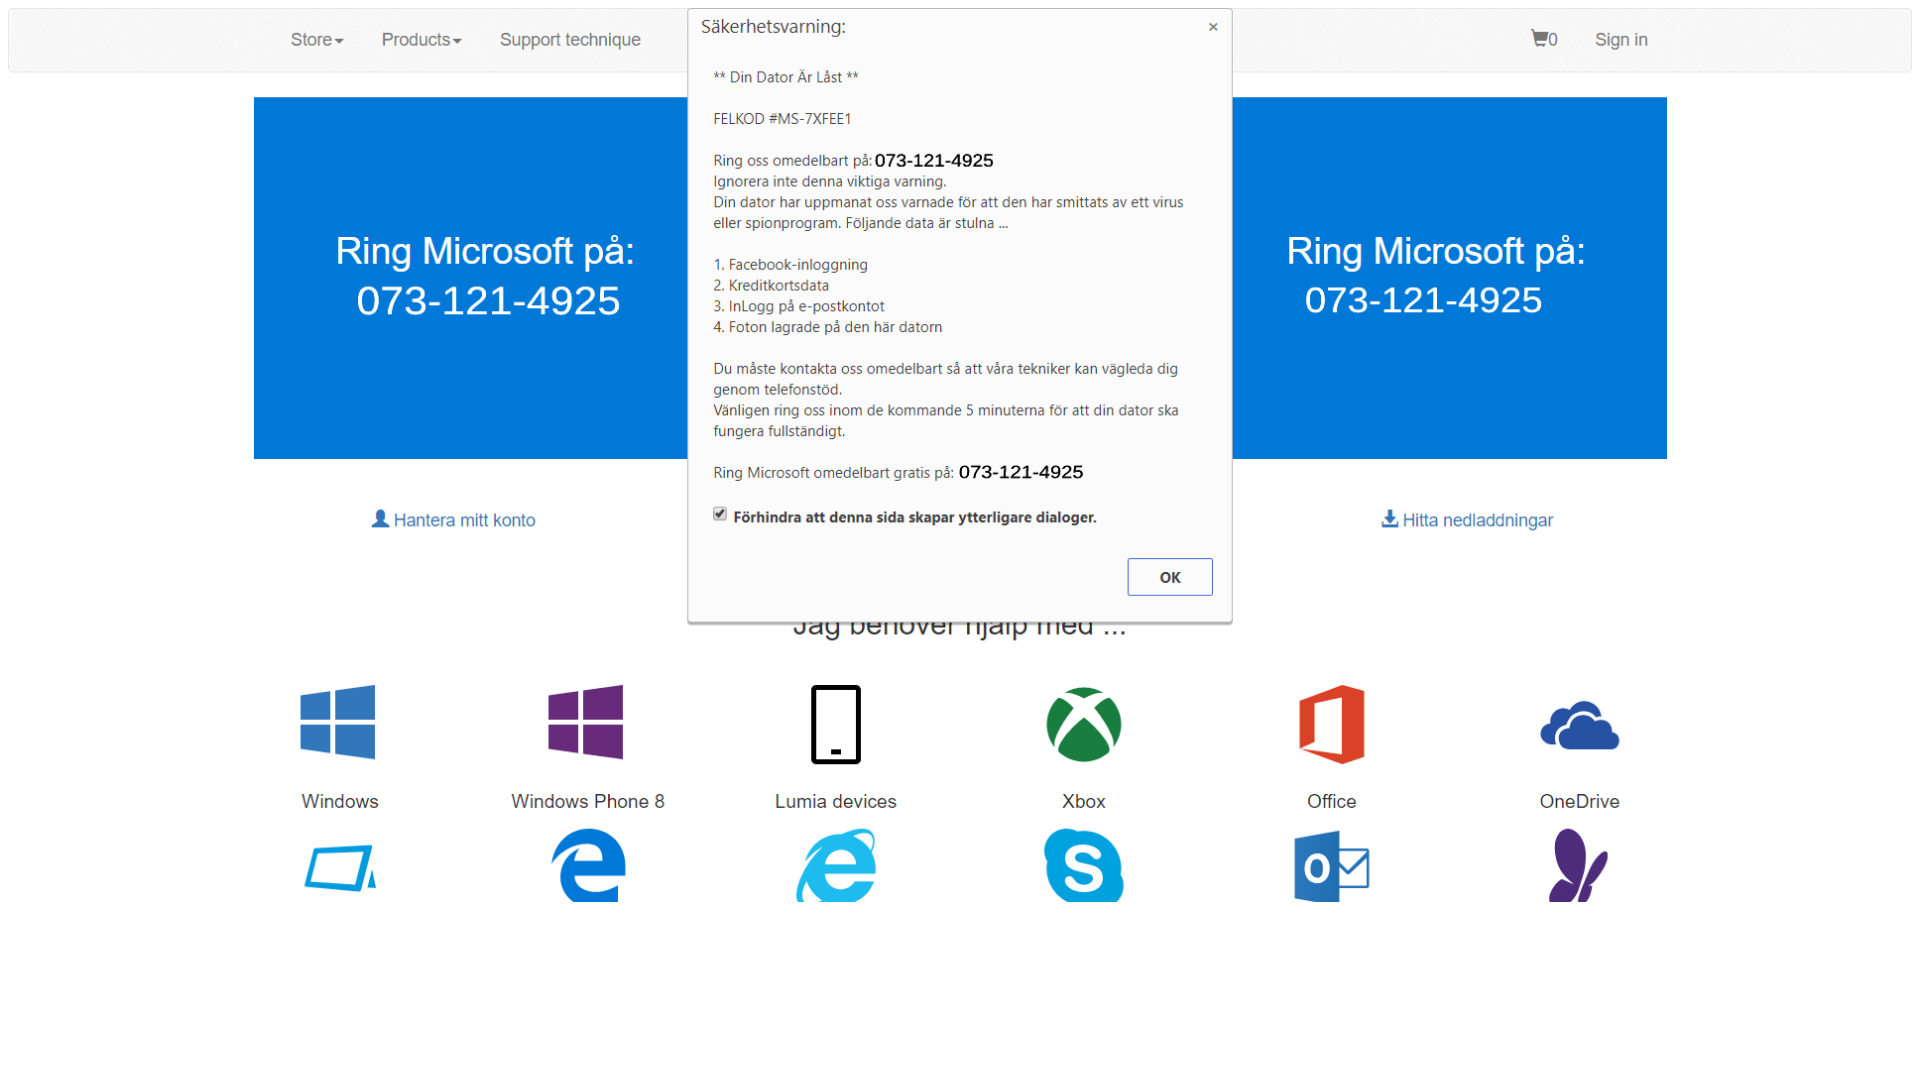 Store
Products
Support technique
0
Sign in
Säkerhetsvarning:
×
** Din Dator Är Låst **
FELKOD #MS-7XFEE1
Ring oss omedelbart på: 073-121-4925
Ignorera inte denna viktiga varning.
Din dator har uppmanat oss varnade för att den har smittats av ett virus
eller spionprogram. Följande data är stulna ...
1. Facebook-inloggning
2. Kreditkortsdata
3. InLogg på e-postkontot
4. Foton lagrade på den här datorn
Du måste kontakta oss omedelbart så att våra tekniker kan vägleda dig
genom telefonstöd.
Vänligen ring oss inom de kommande 5 minuterna för att din dator ska
fungera fullständigt.
Ring Microsoft omedelbart gratis på: 073-121-4925
Förhindra att denna sida skapar ytterligare dialoger.
OK
Ring Microsoft på:
073-121-4925
Ring Microsoft på:
073-121-4925
Hantera mitt konto
Hitta nedladdningar
Jag behöver hjälp med ...
Windows
Windows Phone 8
Lumia devices
Xbox
Office
OneDrive